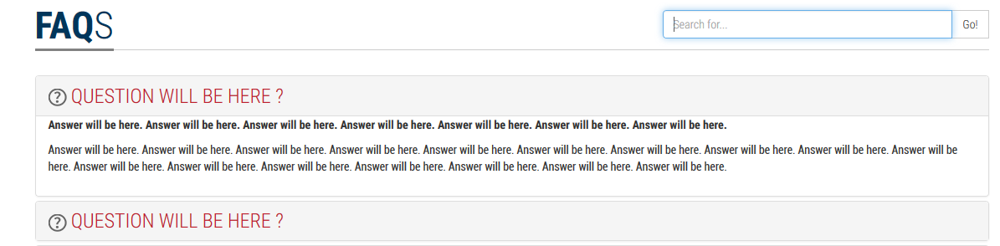 FAQS
Search for...
Go!
QUESTION WILL BE HERE ?
Answer will be here. Answer will be here. Answer will be here. Answer will be here. Answer will be here. Answer will be here. Answer will be here.
Answer will be here. Answer will be here. Answer will be here. Answer will be here. Answer will be here. Answer will be here. Answer will be here. Answer will be here. Answer will be here. Answer will be
here. Answer will be here. Answer will be here. Answer will be here. Answer will be here. Answer will be here. Answer will be here. Answer will be here.
QUESTION WILL BE HERE ?